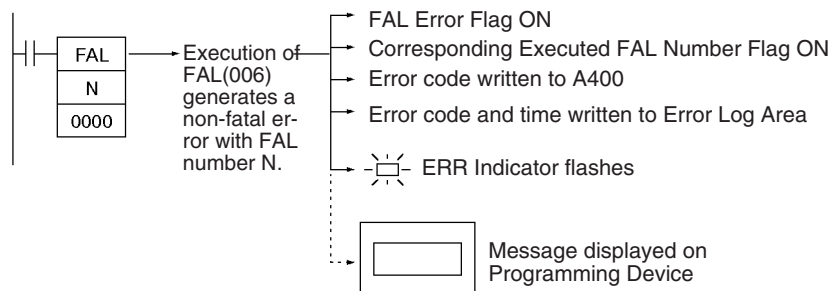 FAL
N
0000
Execution of
FAL(006)
generates a
non-fatal er-
ror with FAL
number N.
FAL Error Flag ON
Corresponding Executed FAL Number Flag ON
Error code written to A400
Error code and time written to Error Log Area
ERR Indicator flashes
Message displayed on
Programming Device